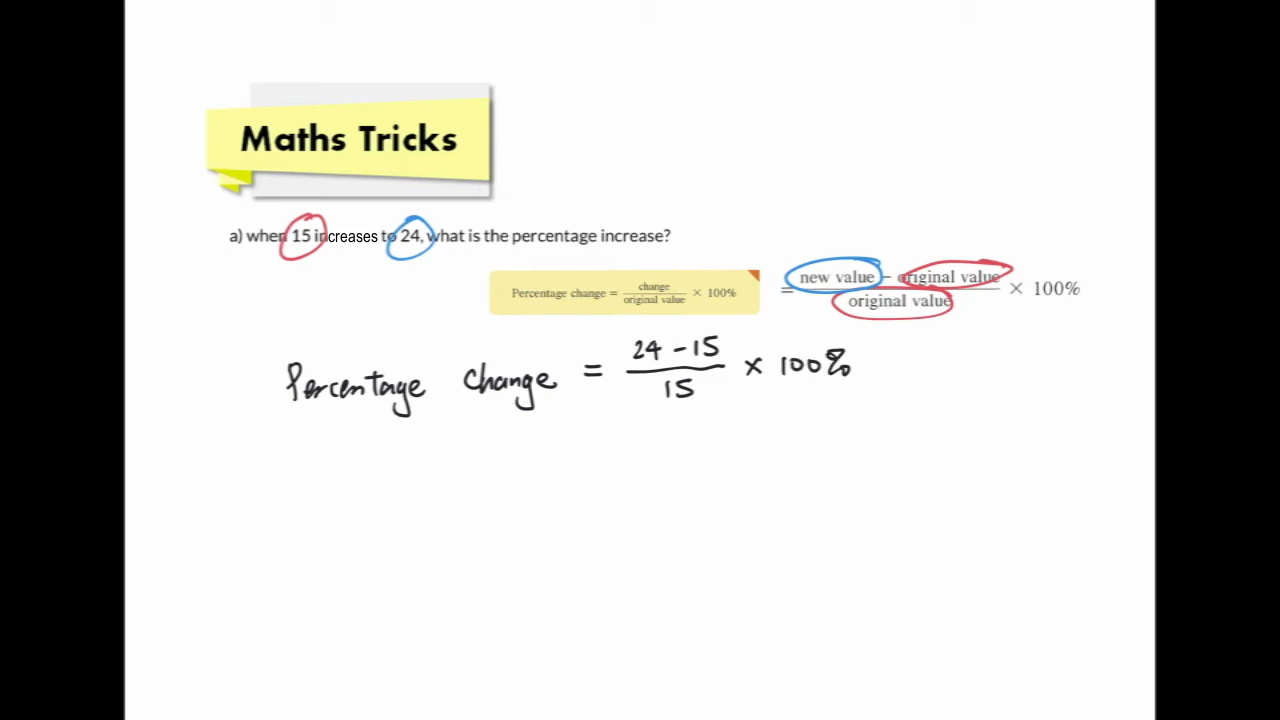 Maths Tricks
a) when 15 increases to 24, what is the percentage increase?
Percentage change = change / original value × 100% = new value − original value / original value × 100%
Percentage change = 24 - 15 / 15 × 100%